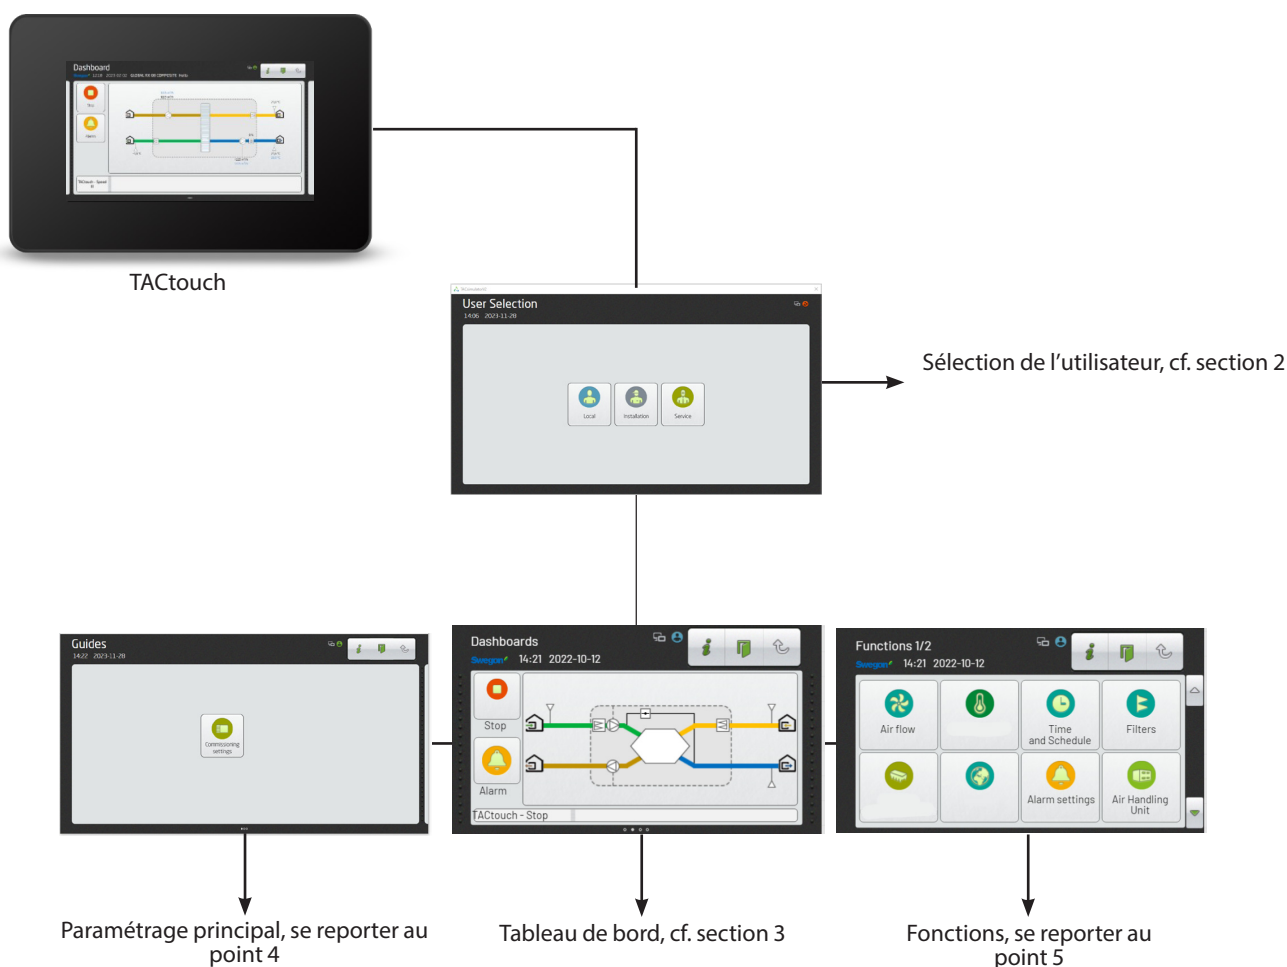 Dashboard
TACtouch
User Selection
14:06 2023-11-28
Local
Installation
Service
Sélection de l’utilisateur, cf. section 2
Guides
14:22 2023-11-28
Commissioning
settings
Dashboards
Swegon 14:21 2022-10-12
Stop
Alarm
TACtouch - Stop
Functions 1/2
Swegon 14:21 2022-10-12
Air flow
Time
and Schedule
Filters
Alarm settings
Air Handling
Unit
Paramétrage principal, se reporter au
point 4
Tableau de bord, cf. section 3
Fonctions, se reporter au
point 5